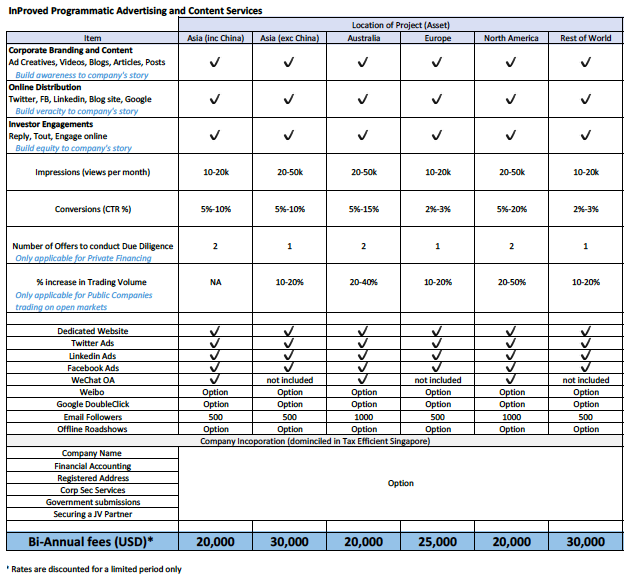 InProved Programmatic Advertising and Content Services
Location of Project (Asset)
Item Asia (inc China) Asia (exc China) Australia Europe North America Rest of World
Corporate Branding and Content
Ad Creatives, Videos, Blogs, Articles, Posts ✓ ✓ ✓ ✓ ✓ ✓
Build awareness to company's story
Online Distribution
Twitter, FB, Linkedin, Blog site, Google ✓ ✓ ✓ ✓ ✓ ✓
Build veracity to company's story
Investor Engagements
Reply, Tout, Engage online ✓ ✓ ✓ ✓ ✓ ✓
Build equity to company's story
Impressions (views per month) 10-20k 20-50k 20-50k 10-20k 20-50k 10-20k
Conversions (CTR %) 5%-10% 5%-10% 5%-15% 2%-3% 5%-20% 2%-3%
Number of Offers to conduct Due Diligence 2 1 2 1 2 1
Only applicable for Private Financing
% increase in Trading Volume NA 10-20% 20-40% 10-20% 20-50% 10-20%
Only applicable for Public Companies
trading on open markets
Dedicated Website ✓ ✓ ✓ ✓ ✓ ✓
Twitter Ads ✓ ✓ ✓ ✓ ✓ ✓
Linkedin Ads ✓ ✓ ✓ ✓ ✓ ✓
Facebook Ads ✓ ✓ ✓ ✓ ✓ ✓
WeChat OA ✓ not included ✓ not included ✓ not included
Weibo Option Option Option Option Option Option
Google DoubleClick Option Option Option Option Option Option
Email Followers 500 500 1000 500 1000 500
Offline Roadshows Option Option Option Option Option Option
Company Incoporation (dominciled in Tax Efficient Singapore)
Company Name
Financial Accounting
Registered Address
Corp Sec Services Option
Government submissions
Securing a JV Partner
Bi-Annual fees (USD)* 20,000 30,000 20,000 25,000 20,000 30,000
* Rates are discounted for a limited period only